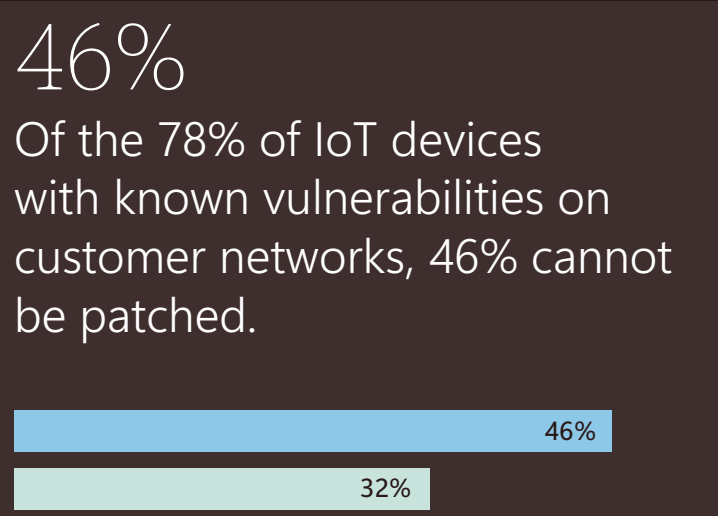 46%
Of the 78% of IoT devices
with known vulnerabilities on
customer networks, 46% cannot
be patched.
46%
32%